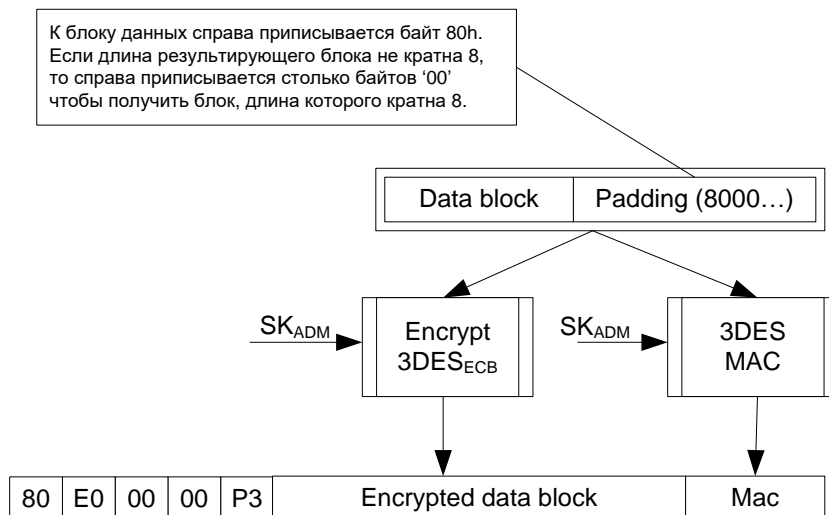 К блоку данных справа приписывается байт 80h.
Если длина результирующего блока не кратна 8,
то справа приписывается столько байтов ‘00’
чтобы получить блок, длина которого кратна 8.
Data block Padding (8000…)
SKADM Encrypt SKADM 3DES
3DESECB MAC
80 E0 00 00 P3 Encrypted data block Mac